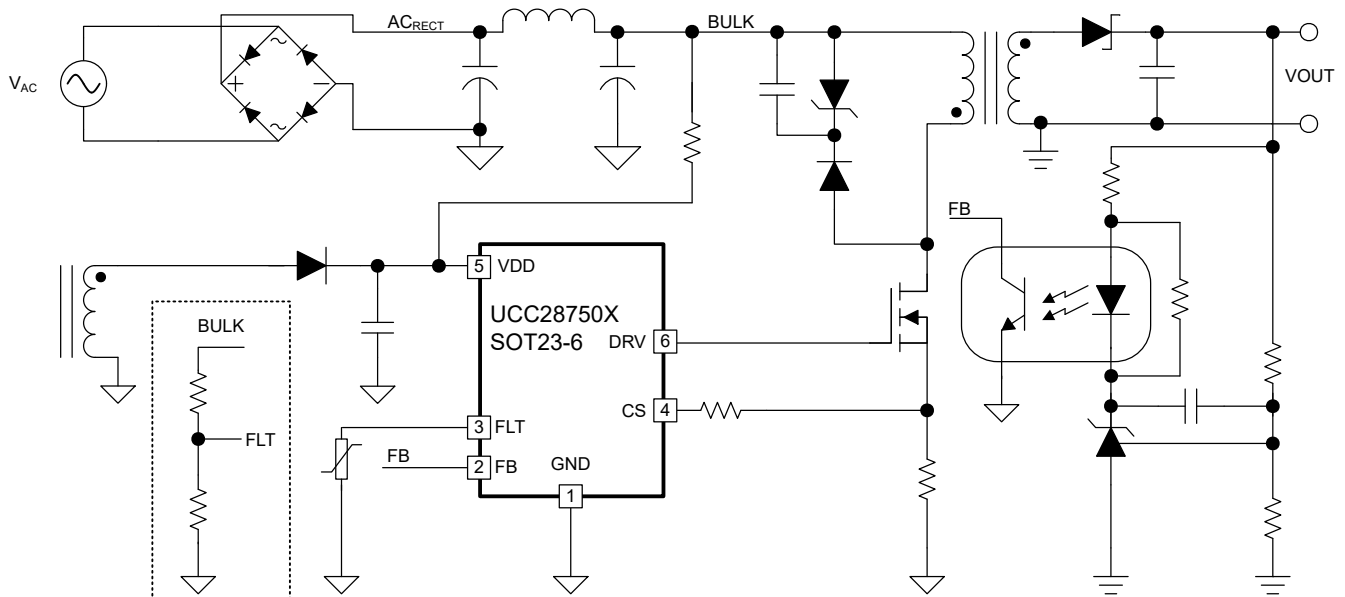 AC_RECT
BULK
V_AC
VOUT
FB
5
VDD
UCC28750X
SOT23-6
DRV
6
BULK
CS
4
3
FLT
FLT
FB
2
FB
GND
1